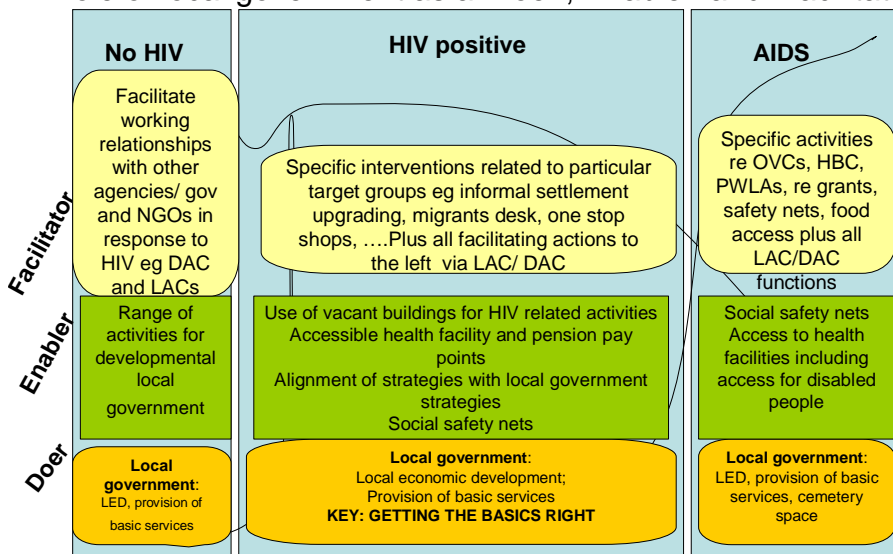 No HIV
HIV positive
AIDS
Facilitator
Facilitate
working
relationships
with other
agencies/ gov
and NGOs in
response to
HIV eg DAC
and LACs
Specific interventions related to particular
target groups eg informal settlement
upgrading, migrants desk, one stop
shops, ….Plus all facilitating actions to
the left via LAC/ DAC
Specific activities
re OVCs, HBC,
PWLAs, re grants,
safety nets, food
access plus all
LAC/DAC
functions
Enabler
Range of
activities for
developmental
local
government
Use of vacant buildings for HIV related activities
Accessible health facility and pension pay
points
Alignment of strategies with local government
strategies
Social safety nets
Social safety nets
Access to health
facilities including
access for disabled
people
Doer
Local
government:
LED, provision of
basic services
Local government:
Local economic development;
Provision of basic services
KEY: GETTING THE BASICS RIGHT
Local government:
LED, provision of basic
services, cemetery
space